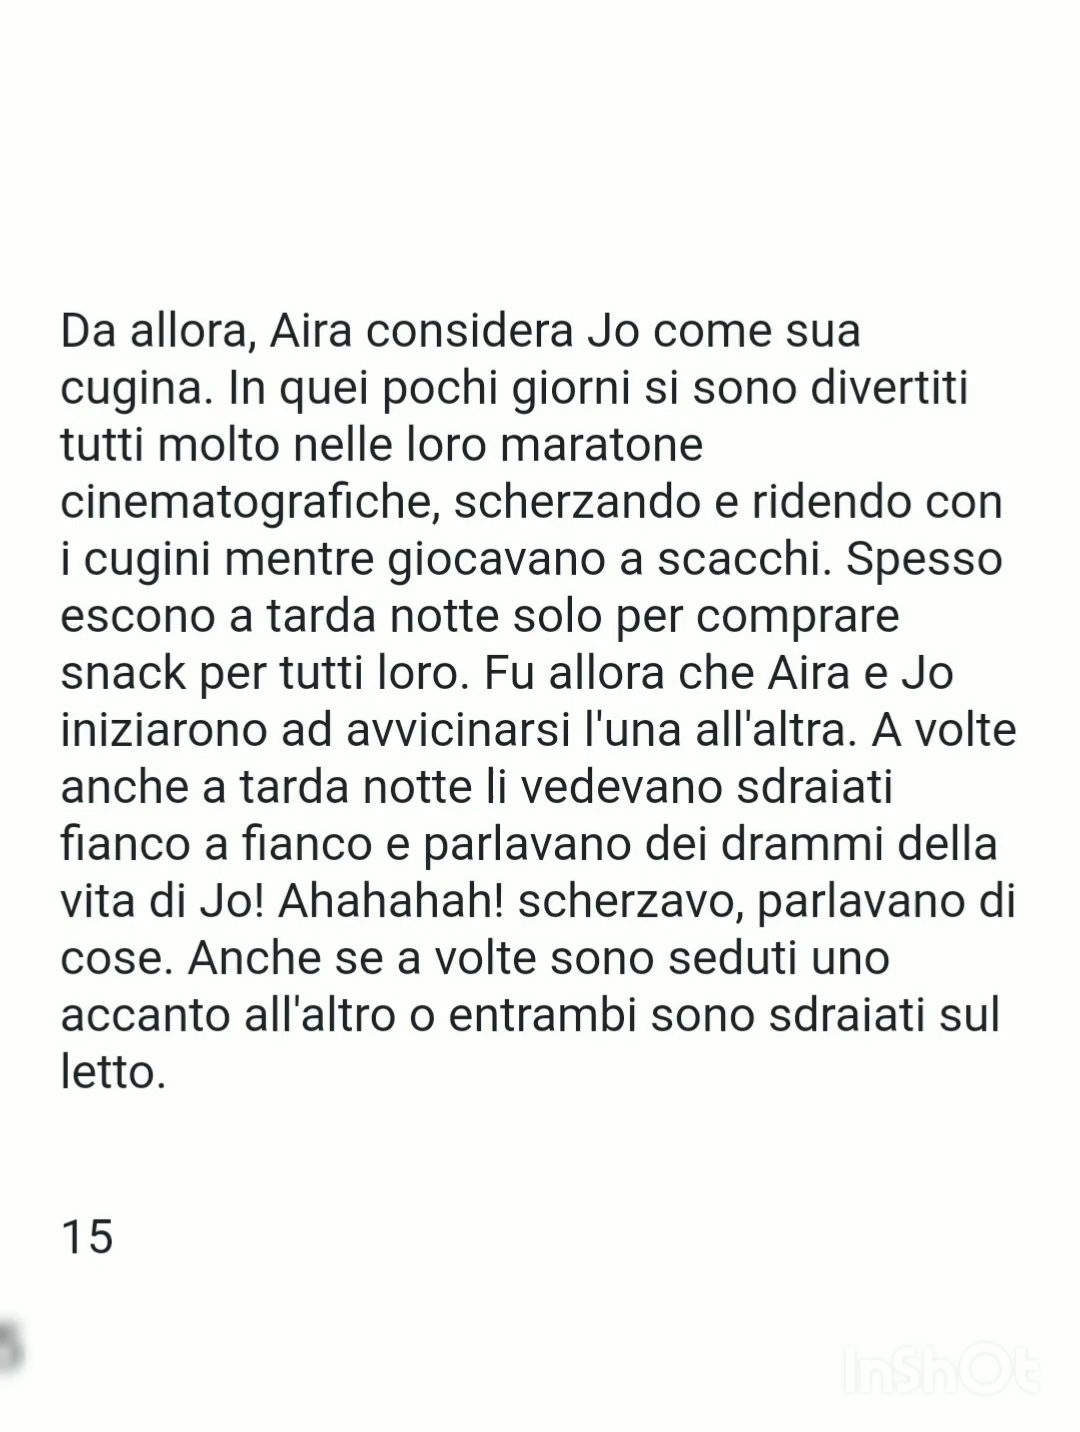 Da allora, Aira considera Jo come sua
cugina. In quei pochi giorni si sono divertiti
tutti molto nelle loro maratone
cinematografiche, scherzando e ridendo con
i cugini mentre giocavano a scacchi. Spesso
escono a tarda notte solo per comprare
snack per tutti loro. Fu allora che Aira e Jo
iniziarono ad avvicinarsi l'una all'altra. A volte
anche a tarda notte li vedevano sdraiati
fianco a fianco e parlavano dei drammi della
vita di Jo! Ahahahah! scherzavo, parlavano di
cose. Anche se a volte sono seduti uno
accanto all'altro o entrambi sono sdraiati sul
letto.
15
InShOt